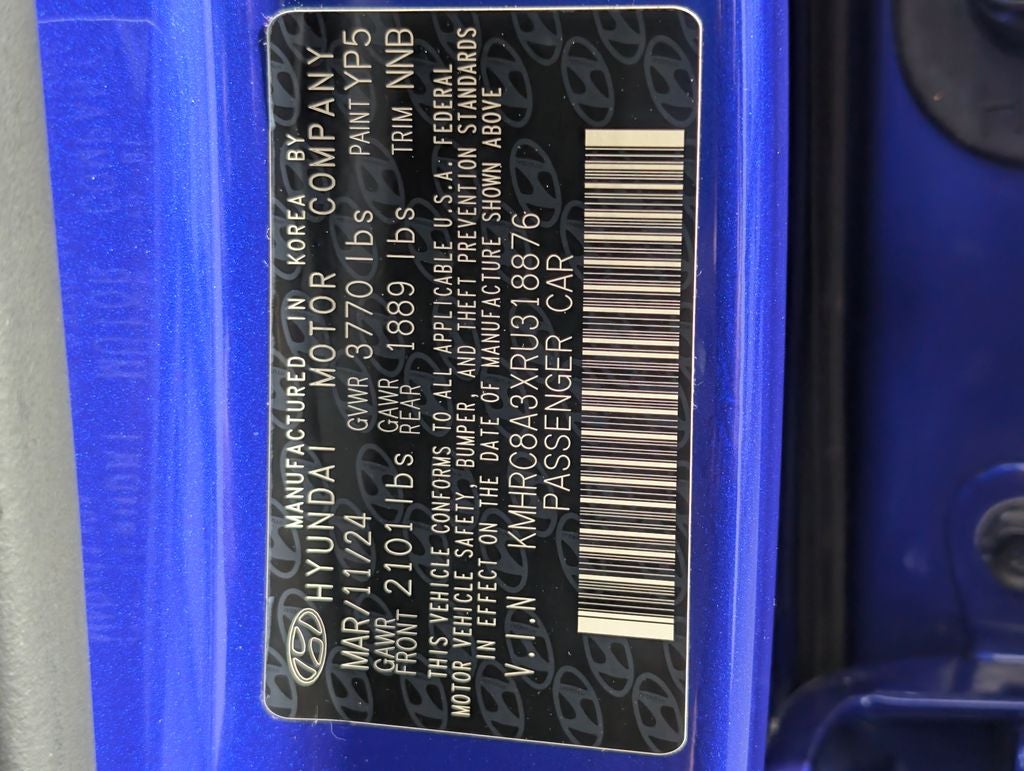 MANUFACTURED IN KOREA BY
HYUNDAI MOTOR COMPANY
MAR/11/24 GVWR 3770 lbs PAINT YP5
GAWR FRONT 2101 lbs GAWR REAR 1889 lbs TRIM NNB
THIS VEHICLE CONFORMS TO ALL APPLICABLE U.S.A. FEDERAL
MOTOR VEHICLE SAFETY, BUMPER, AND THEFT PREVENTION STANDARDS
IN EFFECT ON THE DATE OF MANUFACTURE SHOWN ABOVE
V.I.N KMHRC8A3XRU318876
PASSENGER CAR